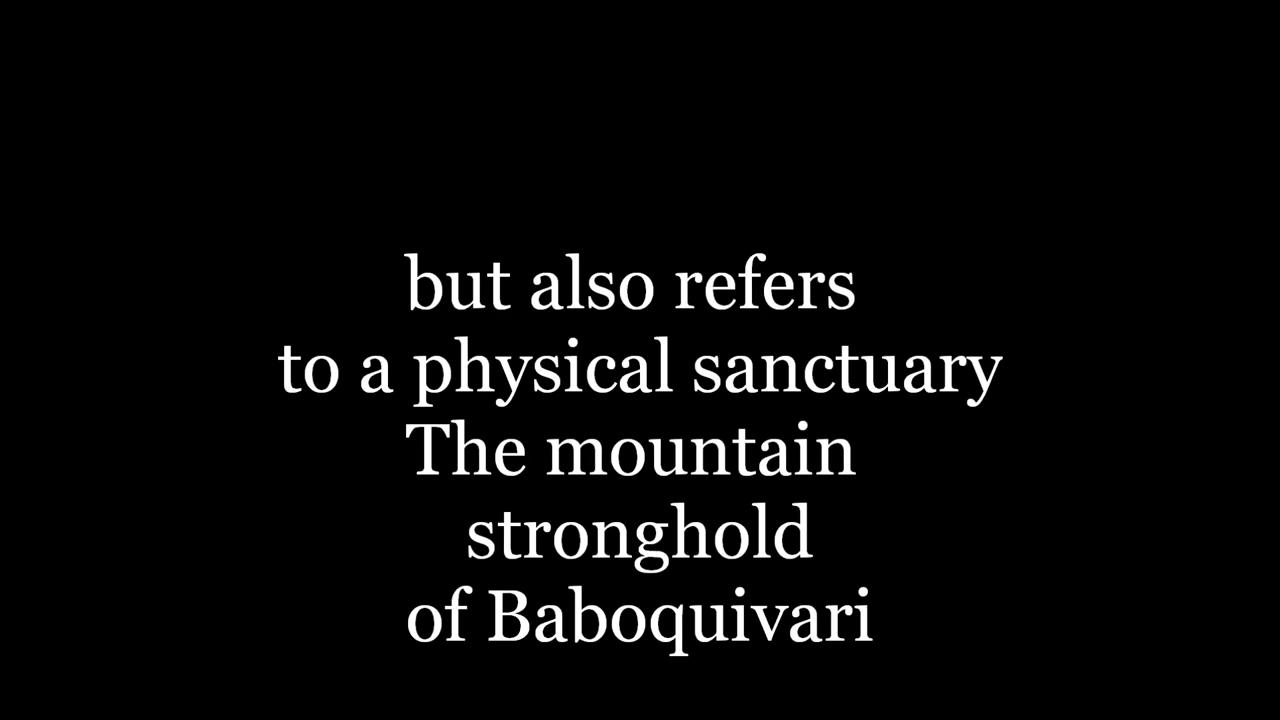 but also refers
to a physical sanctuary
The mountain
stronghold
of Baboquivari